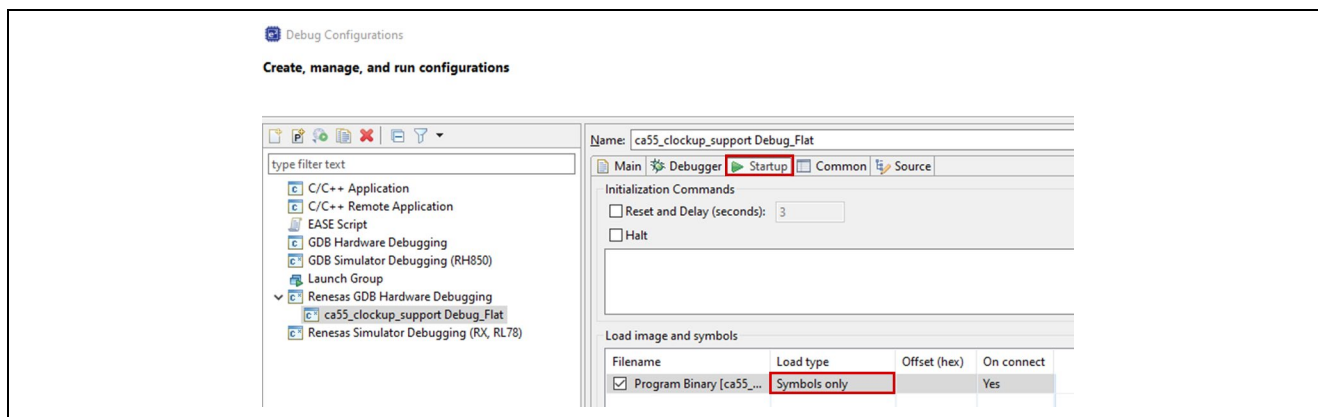 Debug Configurations
Create, manage, and run configurations
Name: ca55_clockup_support Debug_Flat
type filter text
Main Debugger Startup Common Source
C/C++ Application
C/C++ Remote Application
EASE Script
GDB Hardware Debugging
GDB Simulator Debugging (RH850)
Launch Group
Renesas GDB Hardware Debugging
ca55_clockup_support Debug_Flat
Renesas Simulator Debugging (RX, RL78)
Initialization Commands
Reset and Delay (seconds): 3
Halt
Load image and symbols
Filename Load type Offset (hex) On connect
Program Binary [ca55_... Symbols only Yes